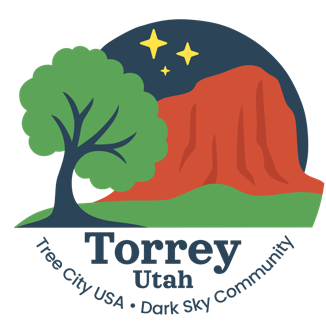 Torrey
Utah
Tree City USA • Dark Sky Community